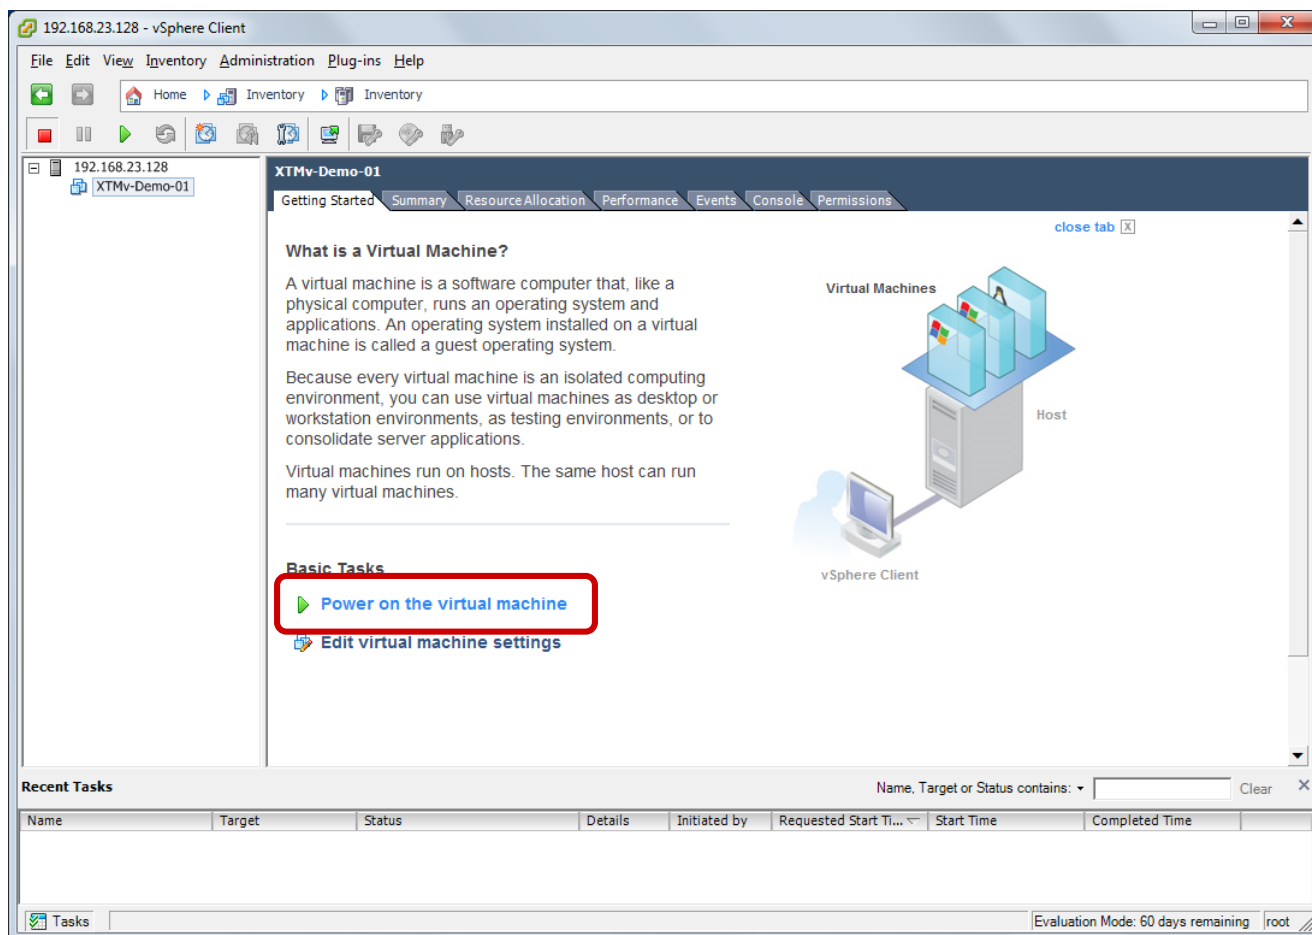 192.168.23.128 - vSphere Client
File Edit View Inventory Administration Plug-ins Help
Home Inventory Inventory
192.168.23.128
XTMv-Demo-01
XTMv-Demo-01
Getting Started Summary Resource Allocation Performance Events Console Permissions
close tab X
What is a Virtual Machine?
A virtual machine is a software computer that, like a
physical computer, runs an operating system and
applications. An operating system installed on a virtual
machine is called a guest operating system.
Because every virtual machine is an isolated computing
environment, you can use virtual machines as desktop or
workstation environments, as testing environments, or to
consolidate server applications.
Virtual machines run on hosts. The same host can run
many virtual machines.
Virtual Machines
Host
vSphere Client
Basic Tasks
Power on the virtual machine
Edit virtual machine settings
Recent Tasks
Name, Target or Status contains: Clear
Name Target Status Details Initiated by Requested Start Ti... Start Time Completed Time
Tasks
Evaluation Mode: 60 days remaining root